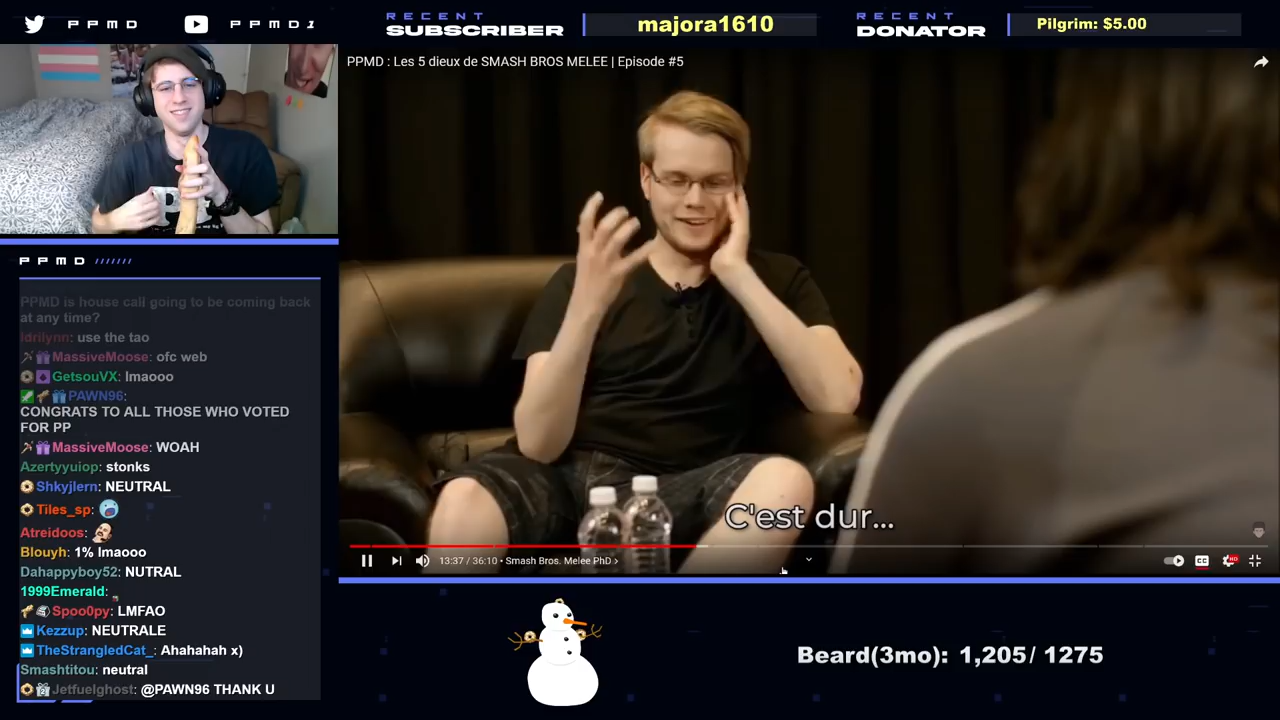 PPMD
PPMD1
RECENT
SUBSCRIBER
majora1610
RECENT
DONATOR
Pilgrim: $5.00
PPMD : Les 5 dieux de SMASH BROS MELEE | Episode #5
PPMD ///////
PPMD is house call going to be coming back
at any time?
Idrilynn: use the tao
MassiveMoose: ofc web
GetsouVX: lmaooo
PAWN96:
CONGRATS TO ALL THOSE WHO VOTED
FOR PP
MassiveMoose: WOAH
Azertyyuiop: stonks
Shkyjlern: NEUTRAL
Tiles_sp:
Atreidoos:
Blouyh: 1% lmaooo
Dahappyboy52: NUTRAL
1999Emerald:
Spoo0py: LMFAO
Kezzup: NEUTRALE
TheStrangledCat_: Ahahahah x)
Smashtitou: neutral
Jetfuelghost: @PAWN96 THANK U
C'est dur...
13:37 / 36:10 • Smash Bros. Melee PhD >
CC
HD
Beard(3mo): 1,205/ 1275